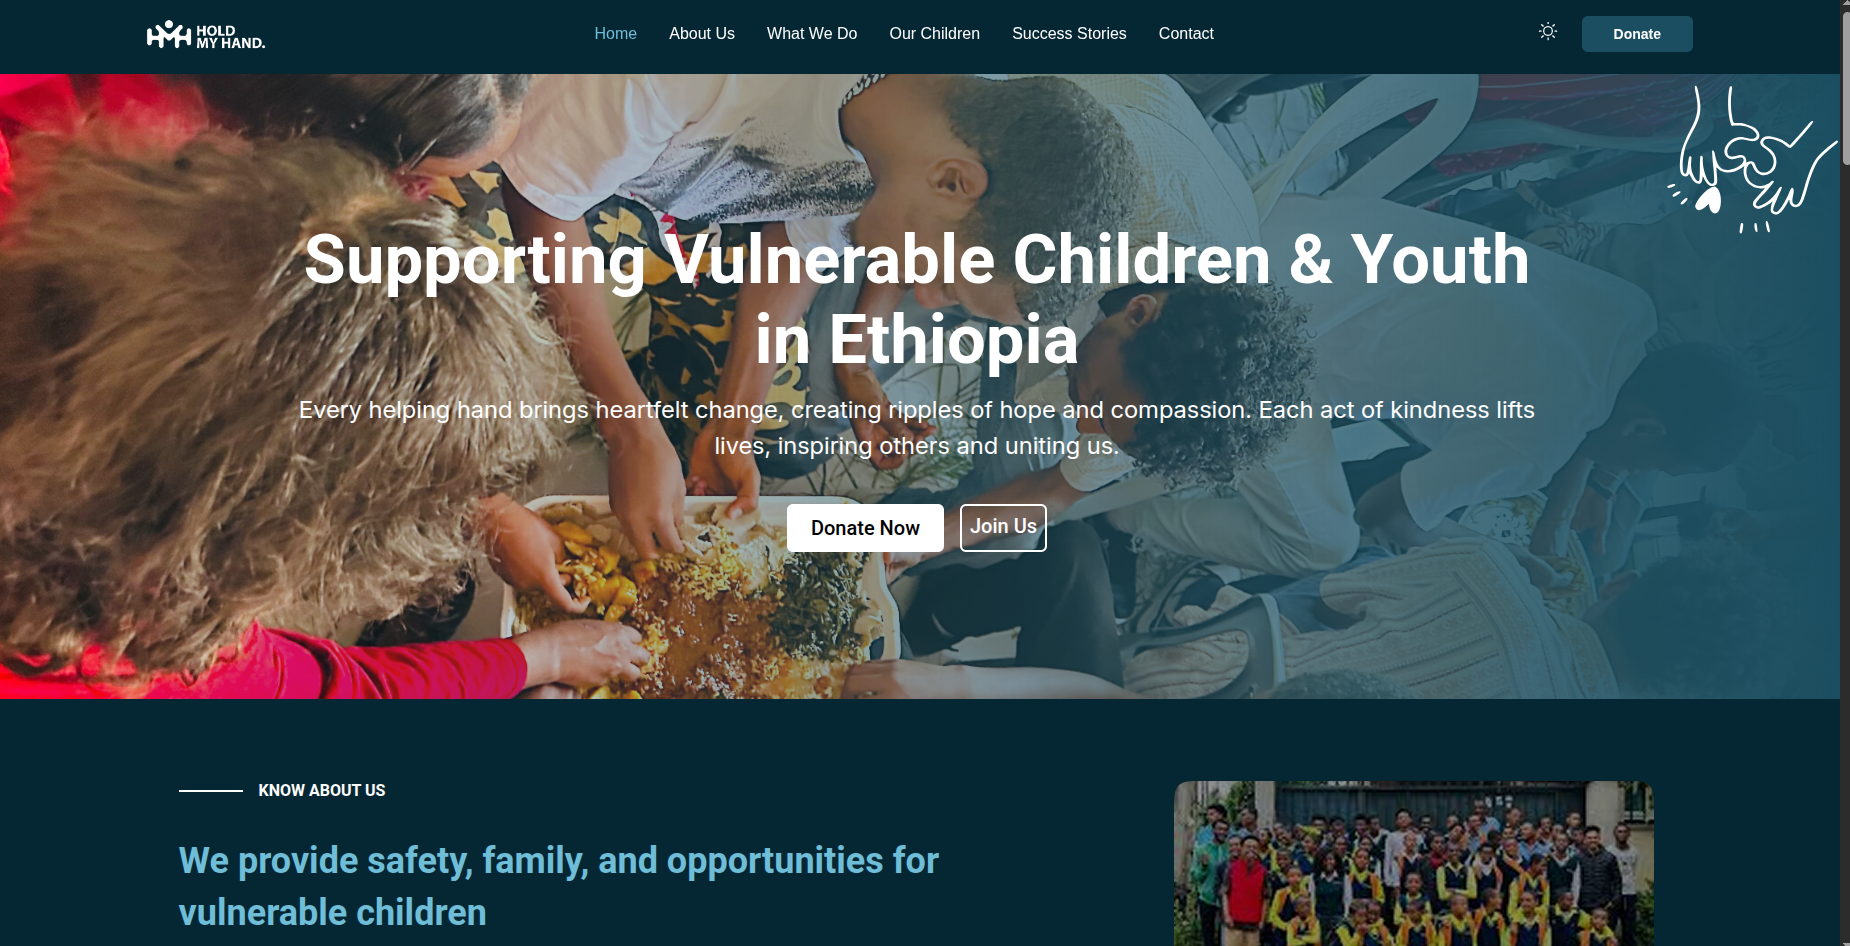 HOLD
MY HAND.
Home About Us What We Do Our Children Success Stories Contact
Donate
Supporting Vulnerable Children & Youth
in Ethiopia
Every helping hand brings heartfelt change, creating ripples of hope and compassion. Each act of kindness lifts
lives, inspiring others and uniting us.
Donate Now Join Us
KNOW ABOUT US
We provide safety, family, and opportunities for
vulnerable children